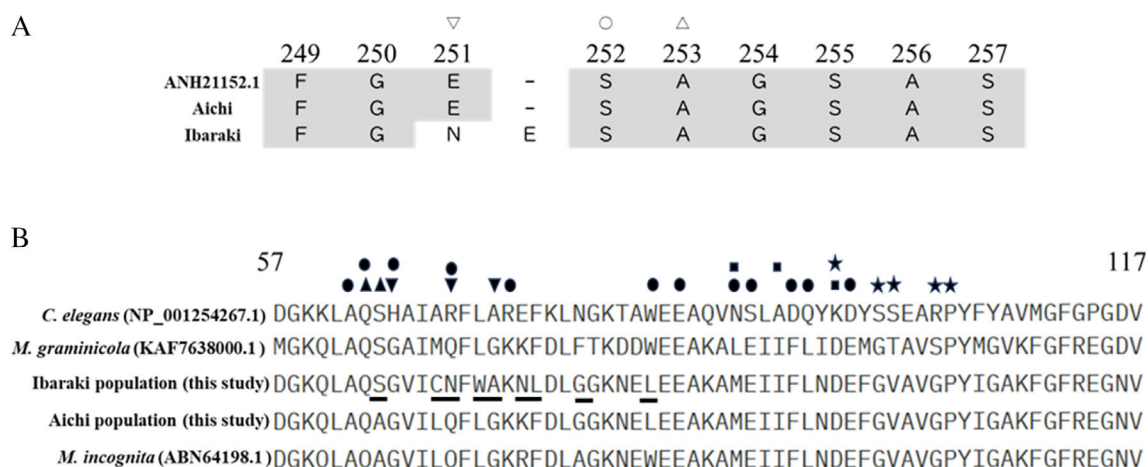 A
249 250 251 252 253 254 255 256 257
ANH21152.1 F G E - S A G S A S
Aichi F G E - S A G S A S
Ibaraki F G N E S A G S A S
B
57 117
C. elegans (NP_001254267.1) DGKKLAQSHAIARFLAREFKLNGKTAWEEAQVNSLADQYKDYSSEARPYFYAVMGFGPGDV
M. graminicola (KAF7638000.1) MGKQLAQSGAIMQFLGKKFDLFTKDDWEEAKALEIIFLIDEMGTAVSPYMGVKFGFREGDV
Ibaraki population (this study) DGKQLAQSGVICNFWAKNLDLGGKNELEEAKAMEIIFLNDEFGVAVGPYIGAKFGFREGNV
Aichi population (this study) DGKQLAQAGVILQFLGKKFDLGGKNEWEEAKAMEIIFLNDEFGVAVGPYIGAKFGFREGNV
M. incognita (ABN64198.1) DGKQLAQAGVILQFLGKRFDLAGKNEWEEAKAMEIIFLNDEFGVAVGPYIGAKFGFREGNV